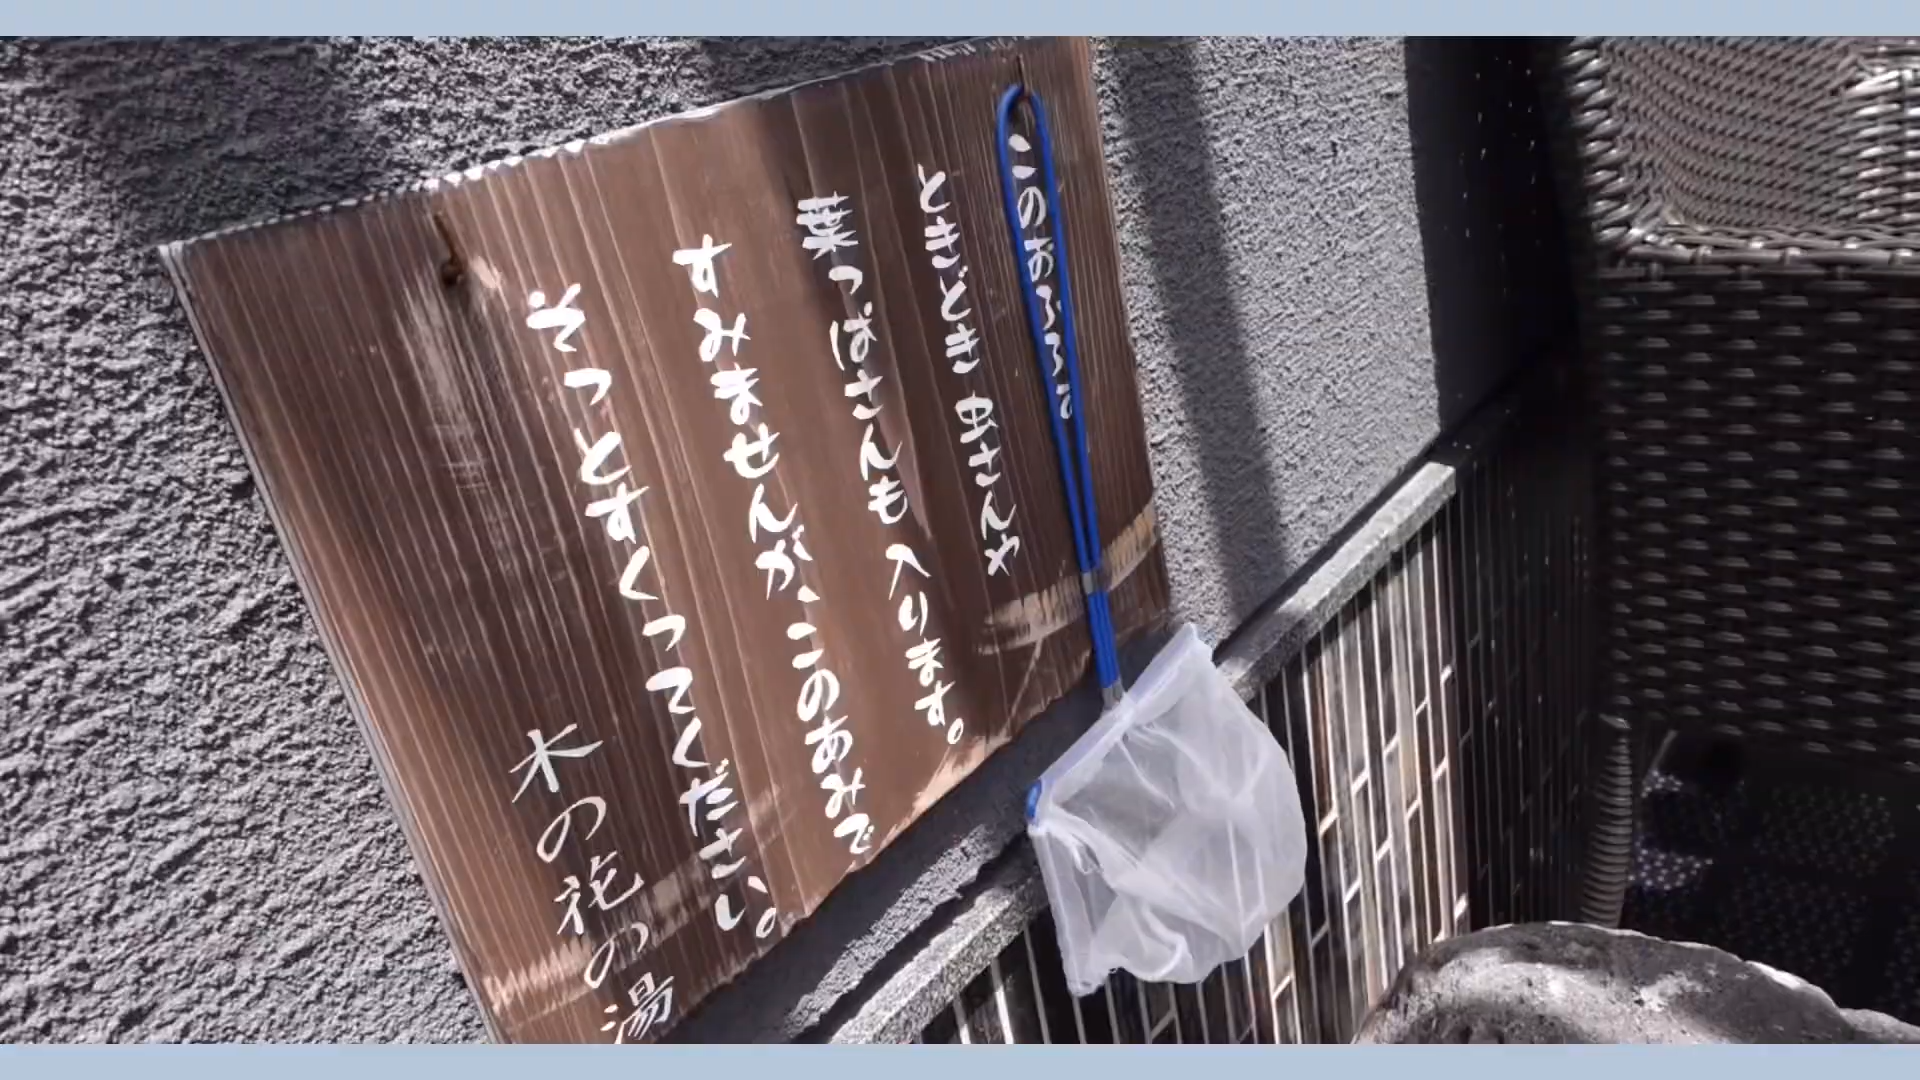 このおふろに
ときどき虫さんや
葉っぱさんも入ります。
すみませんが、このあみで
そっとすくってください。
木の花の湯